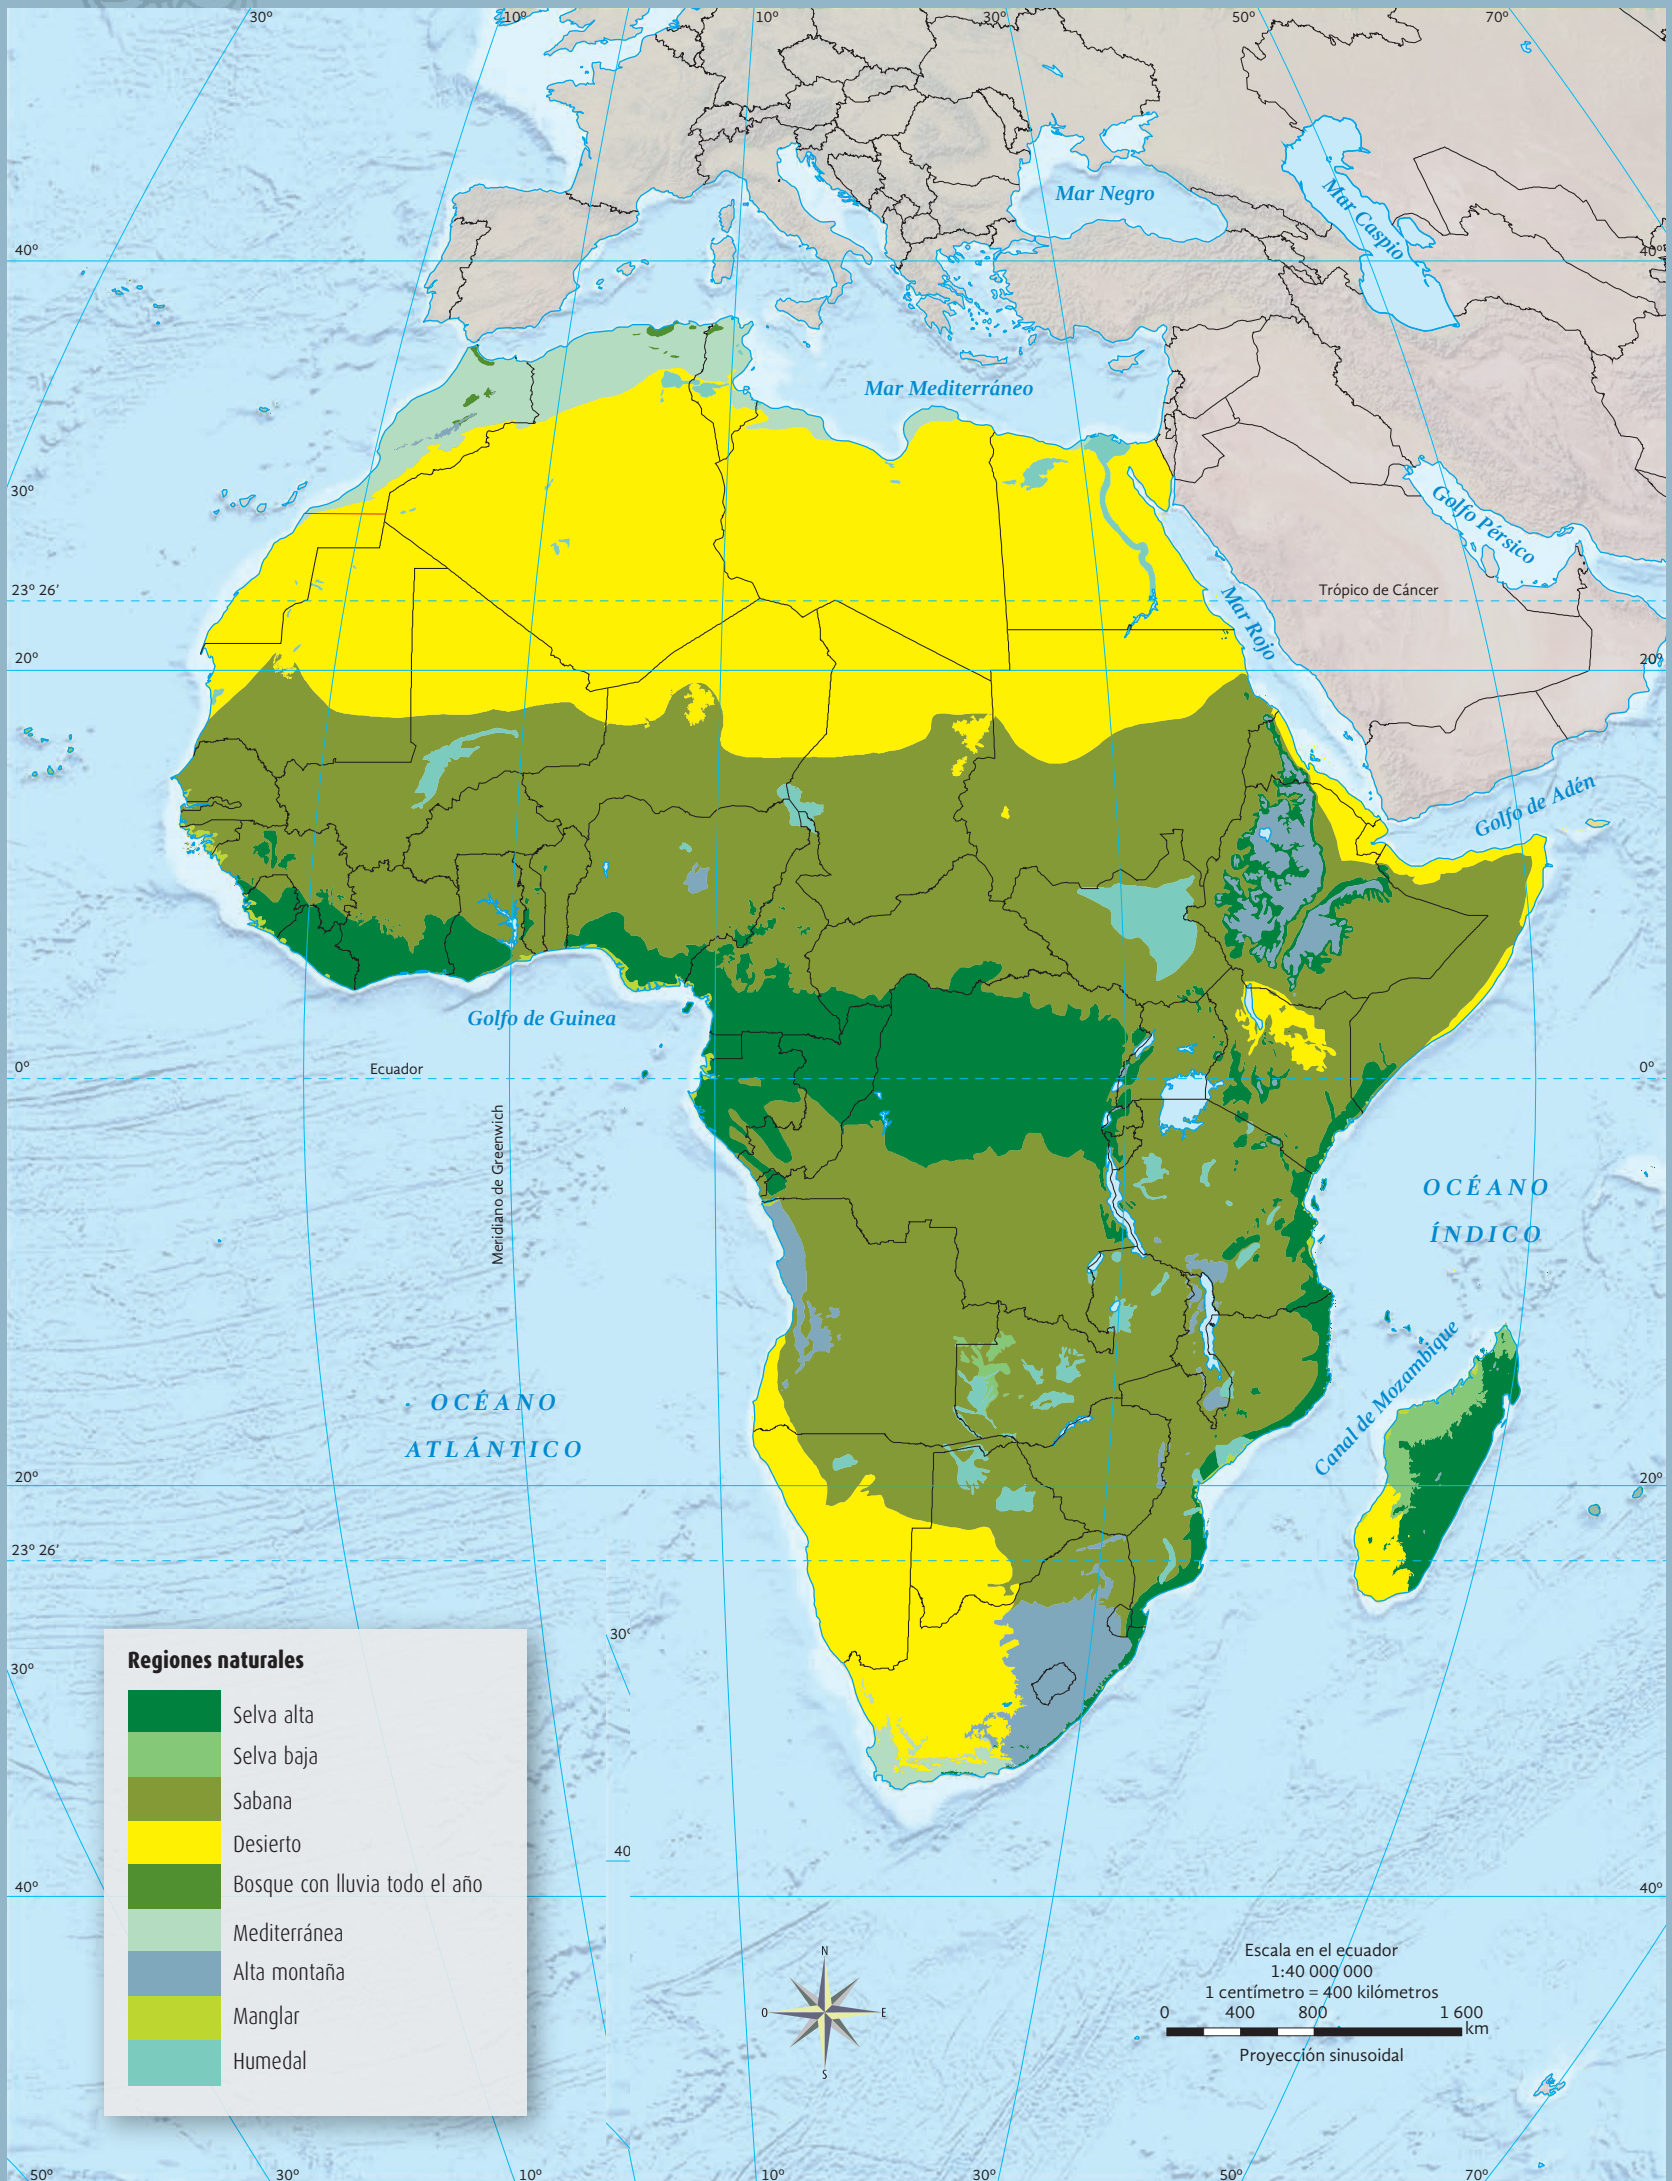 30º
10º
10º
30º
50º
70º
Mar Negro
Mar Caspio
40º
40º
Mar Mediterráneo
30º
Golfo Pérsico
23º 26’
Trópico de Cáncer
Mar Rojo
20º
20º
Golfo de Adén
Golfo de Guinea
0º
Ecuador
0º
Meridiano de Greenwich
OCÉANO
ÍNDICO
OCÉANO
ATLÁNTICO
Canal de Mozambique
20º
20º
23º 26’
30º
30º
Regiones naturales
Selva alta
Selva baja
Sabana
Desierto
Bosque con lluvia todo el año
Mediterránea
Alta montaña
Manglar
Humedal
40
40º
40º
N
O
E
S
Escala en el ecuador
1:40 000 000
1 centímetro = 400 kilómetros
0 400 800 1 600
km
Proyección sinusoidal
50º
30º
10º
10º
30º
50º
70º